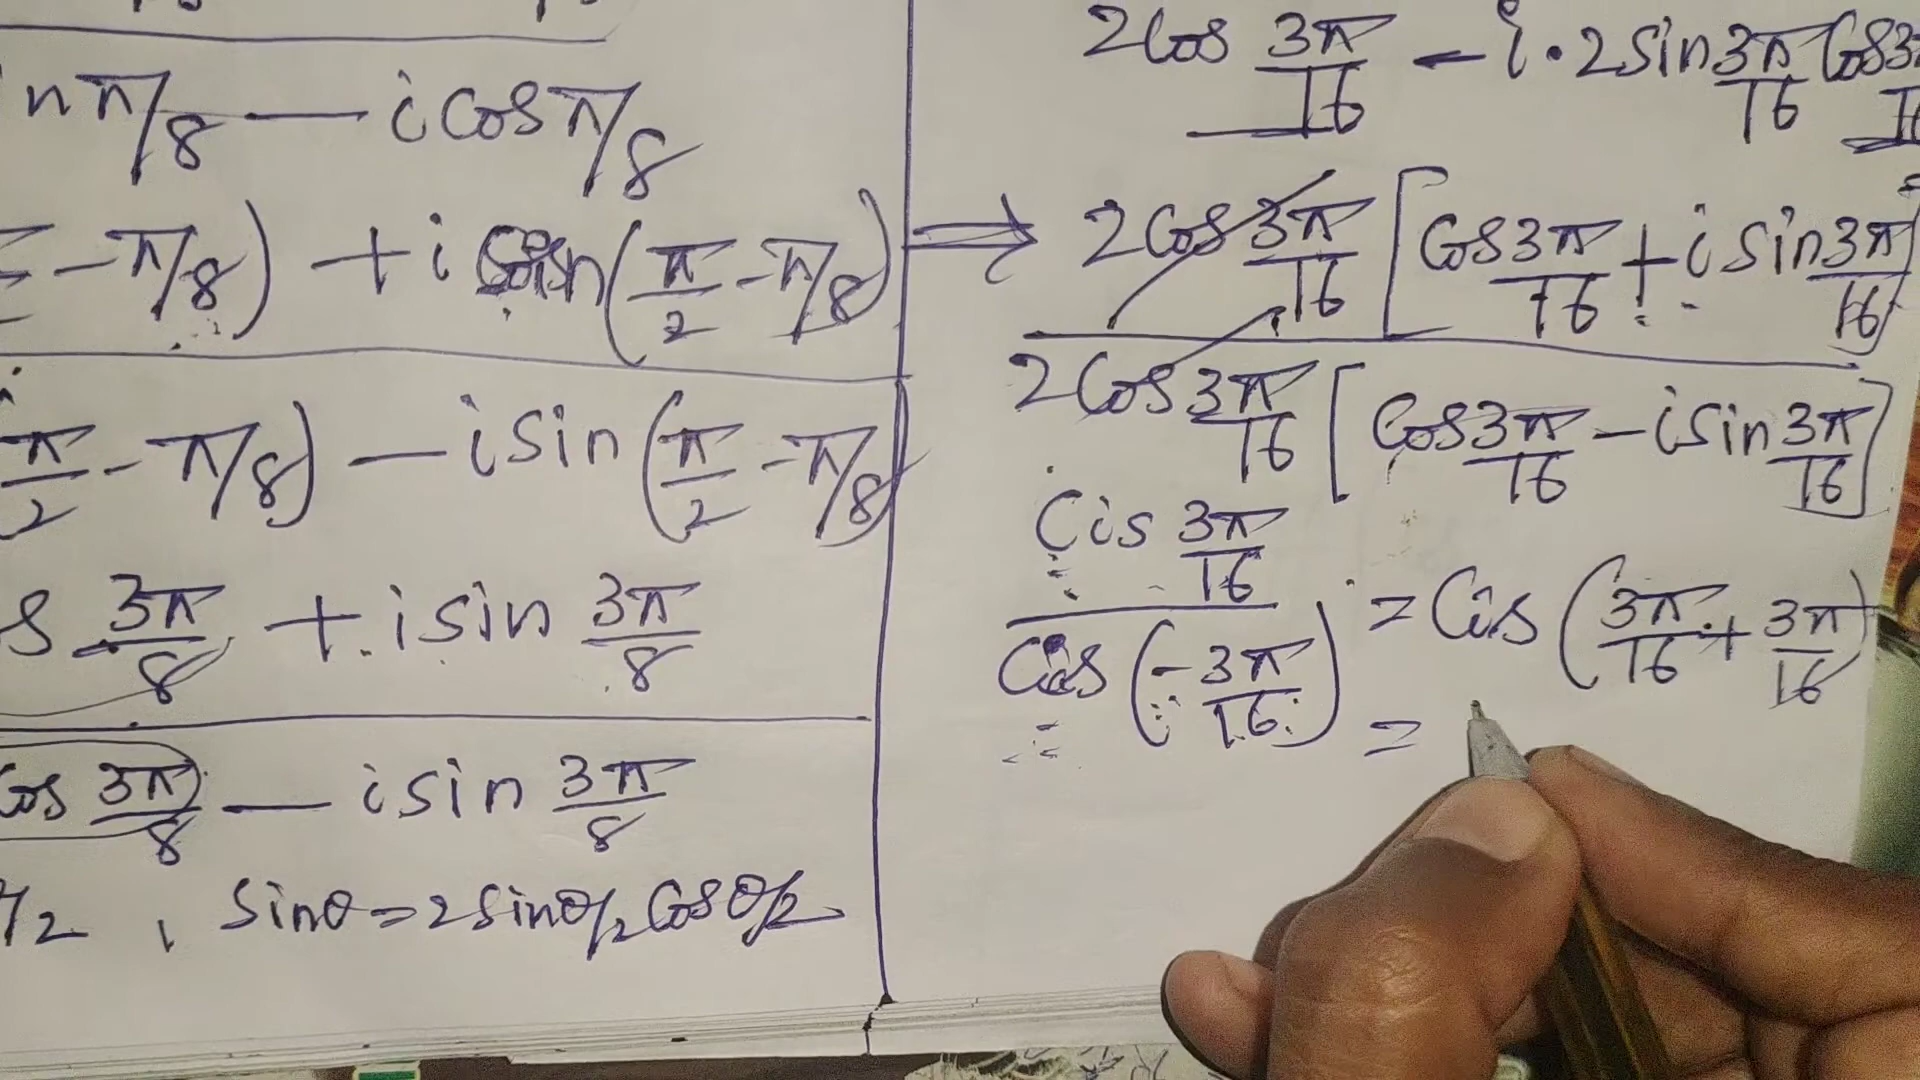 π/8 — i cos π/8
- π/8) + i sin(π/2 - π/8)
π/2 - π/8) — i sin(π/2 - π/8)
3π/8 + i sin 3π/8
cos 3π/8 — i sin 3π/8
, sinθ = 2 sinθ/2 cosθ/2
2cos 3π/16 - i·2sin 3π/16 cos 3π/16
⇒ 2cos 3π/16 [cos 3π/16 + i sin 3π/16]
2cos 3π/16 [cos 3π/16 - i sin 3π/16]
Cis 3π/16
Cis (-3π/16) = Cis (3π/16 + 3π/16)
=